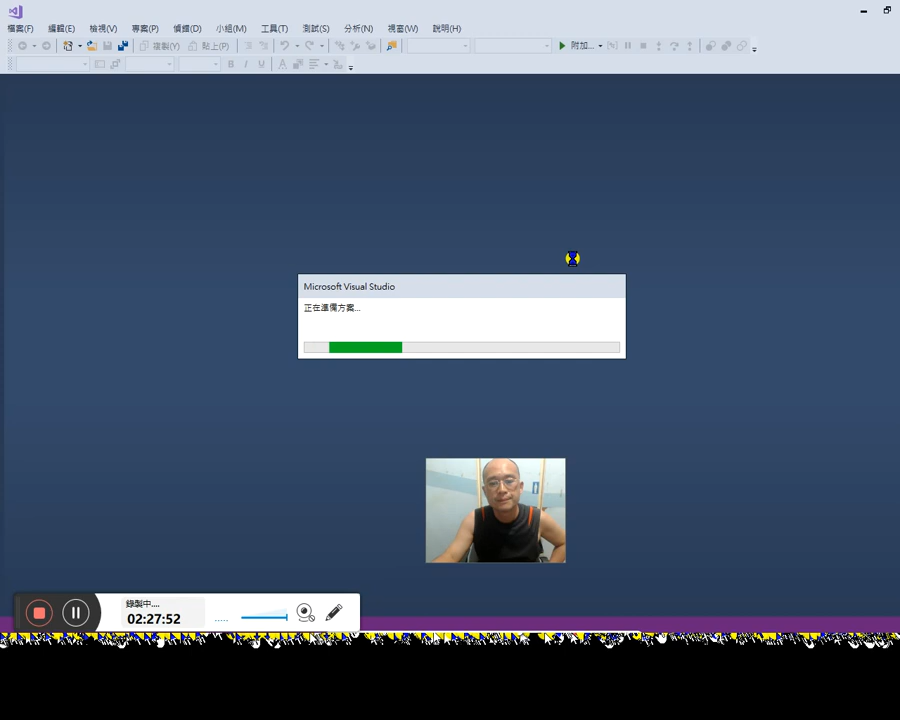 檔案(F) 編輯(E) 檢視(V) 專案(P) 偵錯(D) 小組(M) 工具(T) 測試(S) 分析(N) 視窗(W) 說明(H)
複製(Y) 貼上(P) 附加...
B I U A
Microsoft Visual Studio
正在準備方案...
錄製中....
02:27:52